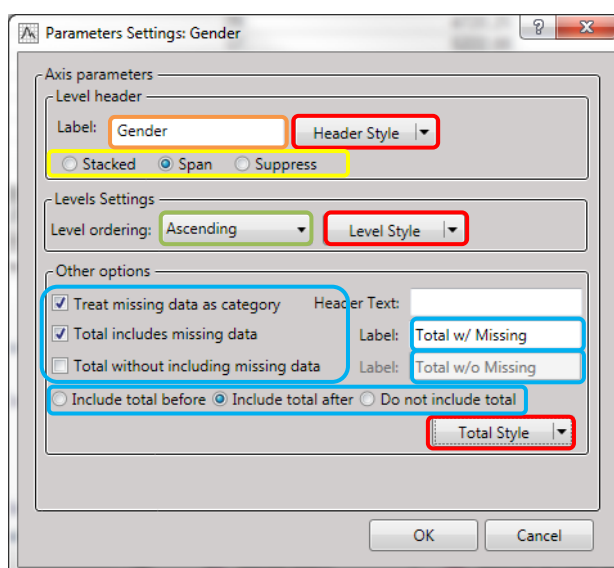 Parameters Settings: Gender
Axis parameters
Level header
Label: Gender Header Style
Stacked Span Suppress
Levels Settings
Level ordering: Ascending Level Style
Other options
Treat missing data as category Header Text:
Total includes missing data Label: Total w/ Missing
Total without including missing data Label: Total w/o Missing
Include total before Include total after Do not include total
Total Style
OK Cancel